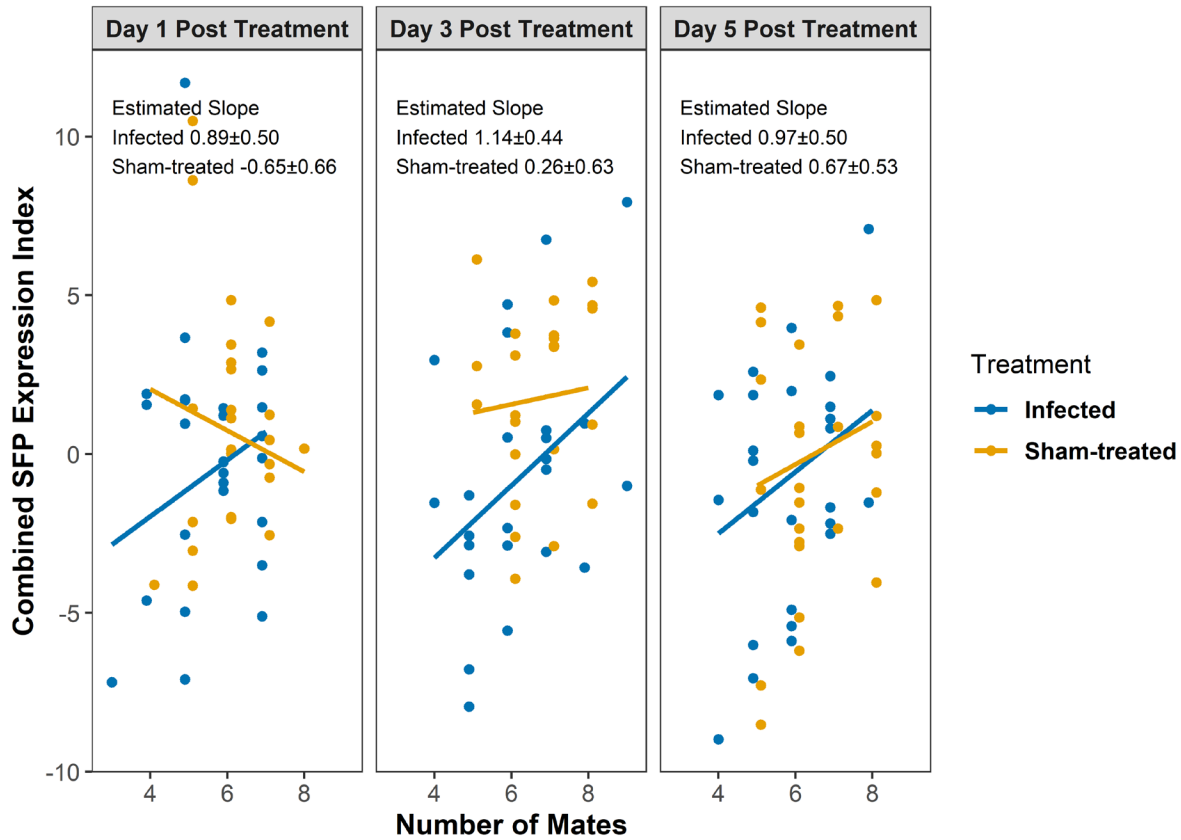 Day 1 Post Treatment
Day 3 Post Treatment
Day 5 Post Treatment
Estimated Slope
Infected 0.89±0.50
Sham-treated -0.65±0.66
Estimated Slope
Infected 1.14±0.44
Sham-treated 0.26±0.63
Estimated Slope
Infected 0.97±0.50
Sham-treated 0.67±0.53
Combined SFP Expression Index
10
5
0
-5
-10
4 6 8
4 6 8
4 6 8
Number of Mates
Treatment
Infected
Sham-treated